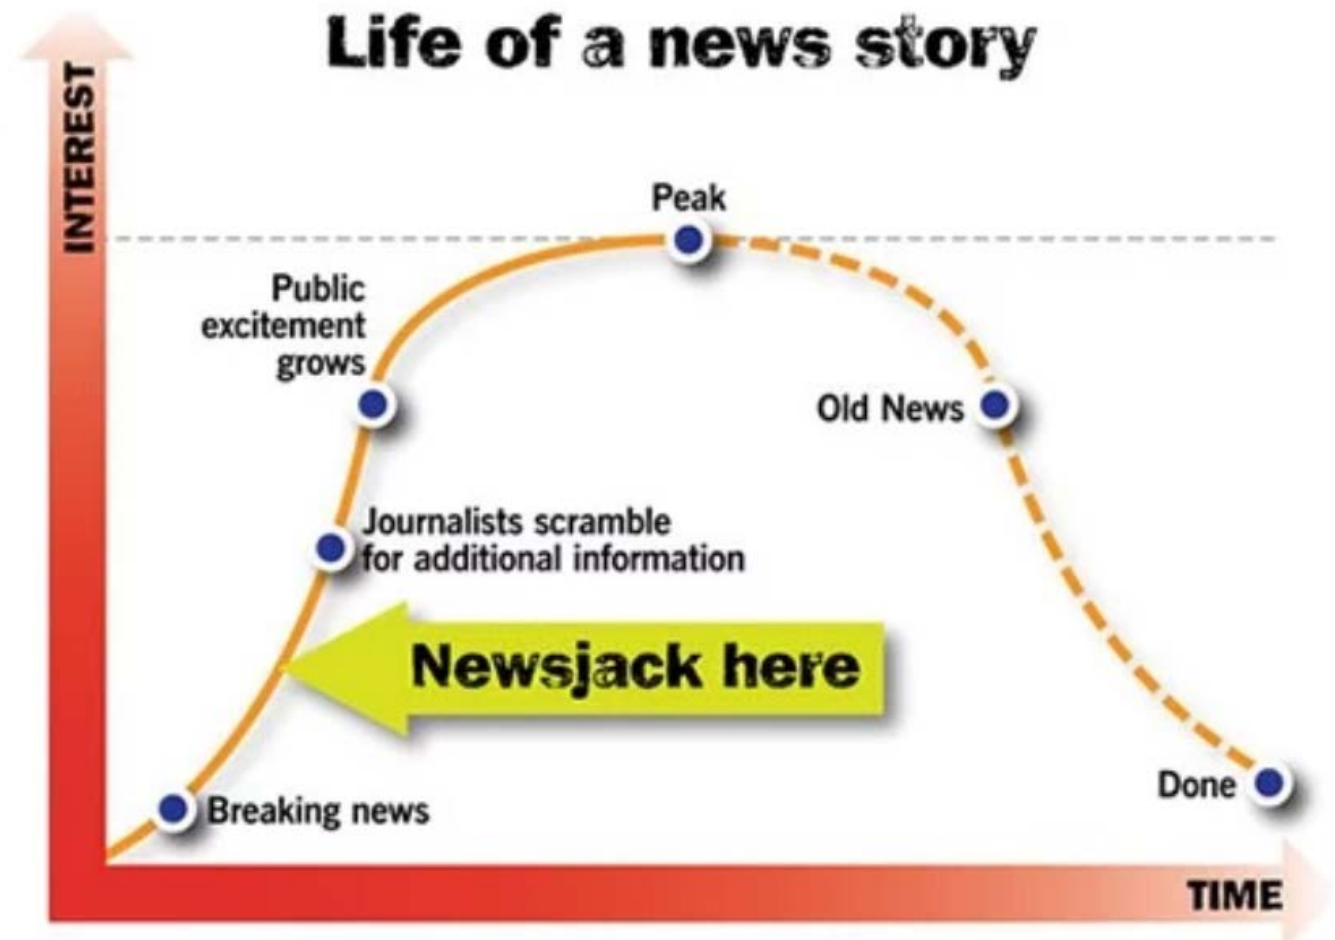 Life of a news story
INTEREST
Peak
Public
excitement
grows
Old News
Journalists scramble
for additional information
Newsjack here
Breaking news
Done
TIME